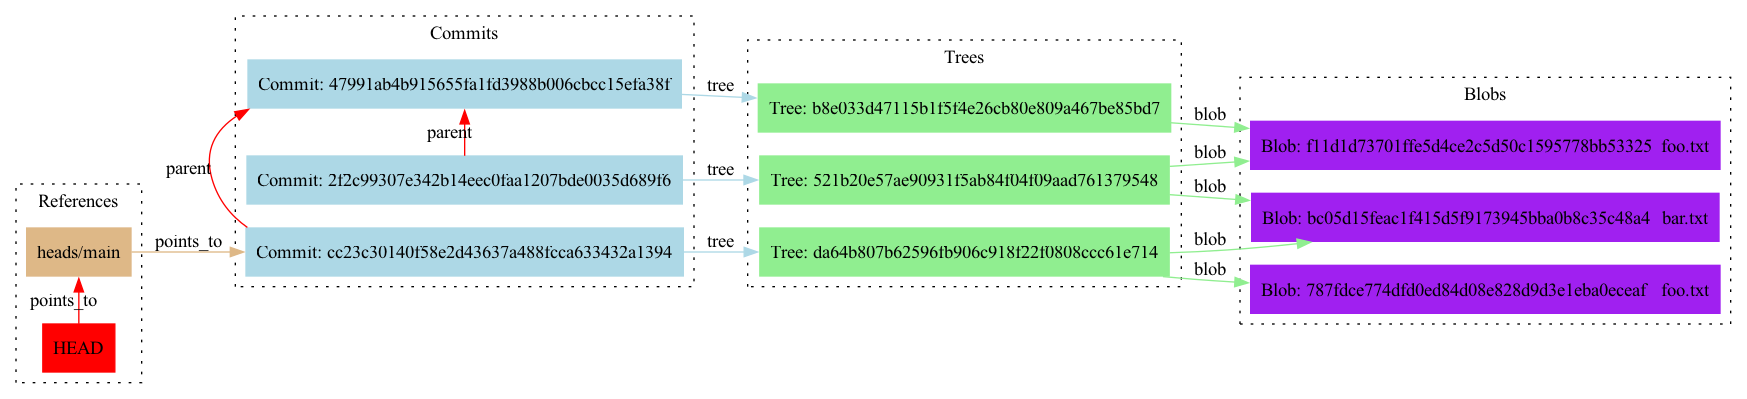 References
heads/main
points_to
HEAD
points_to
Commits
Commit: 47991ab4b915655fa1fd3988b006cbcc15efa38f
parent
parent
Commit: 2f2c99307e342b14eec0faa1207bde0035d689f6
Commit: cc23c30140f58e2d43637a488fcca633432a1394
tree
tree
tree
Trees
Tree: b8e033d47115b1f5f4e26cb80e809a467be85bd7
Tree: 521b20e57ae90931f5ab84f04f09aad761379548
Tree: da64b807b62596fb906c918f22f0808ccc61e714
blob
blob
blob
blob
blob
Blobs
Blob: f11d1d73701ffe5d4ce2c5d50c1595778bb53325 foo.txt
Blob: bc05d15feac1f415d5f9173945bba0b8c35c48a4 bar.txt
Blob: 787fdce774dfd0ed84d08e828d9d3e1eba0eceaf foo.txt